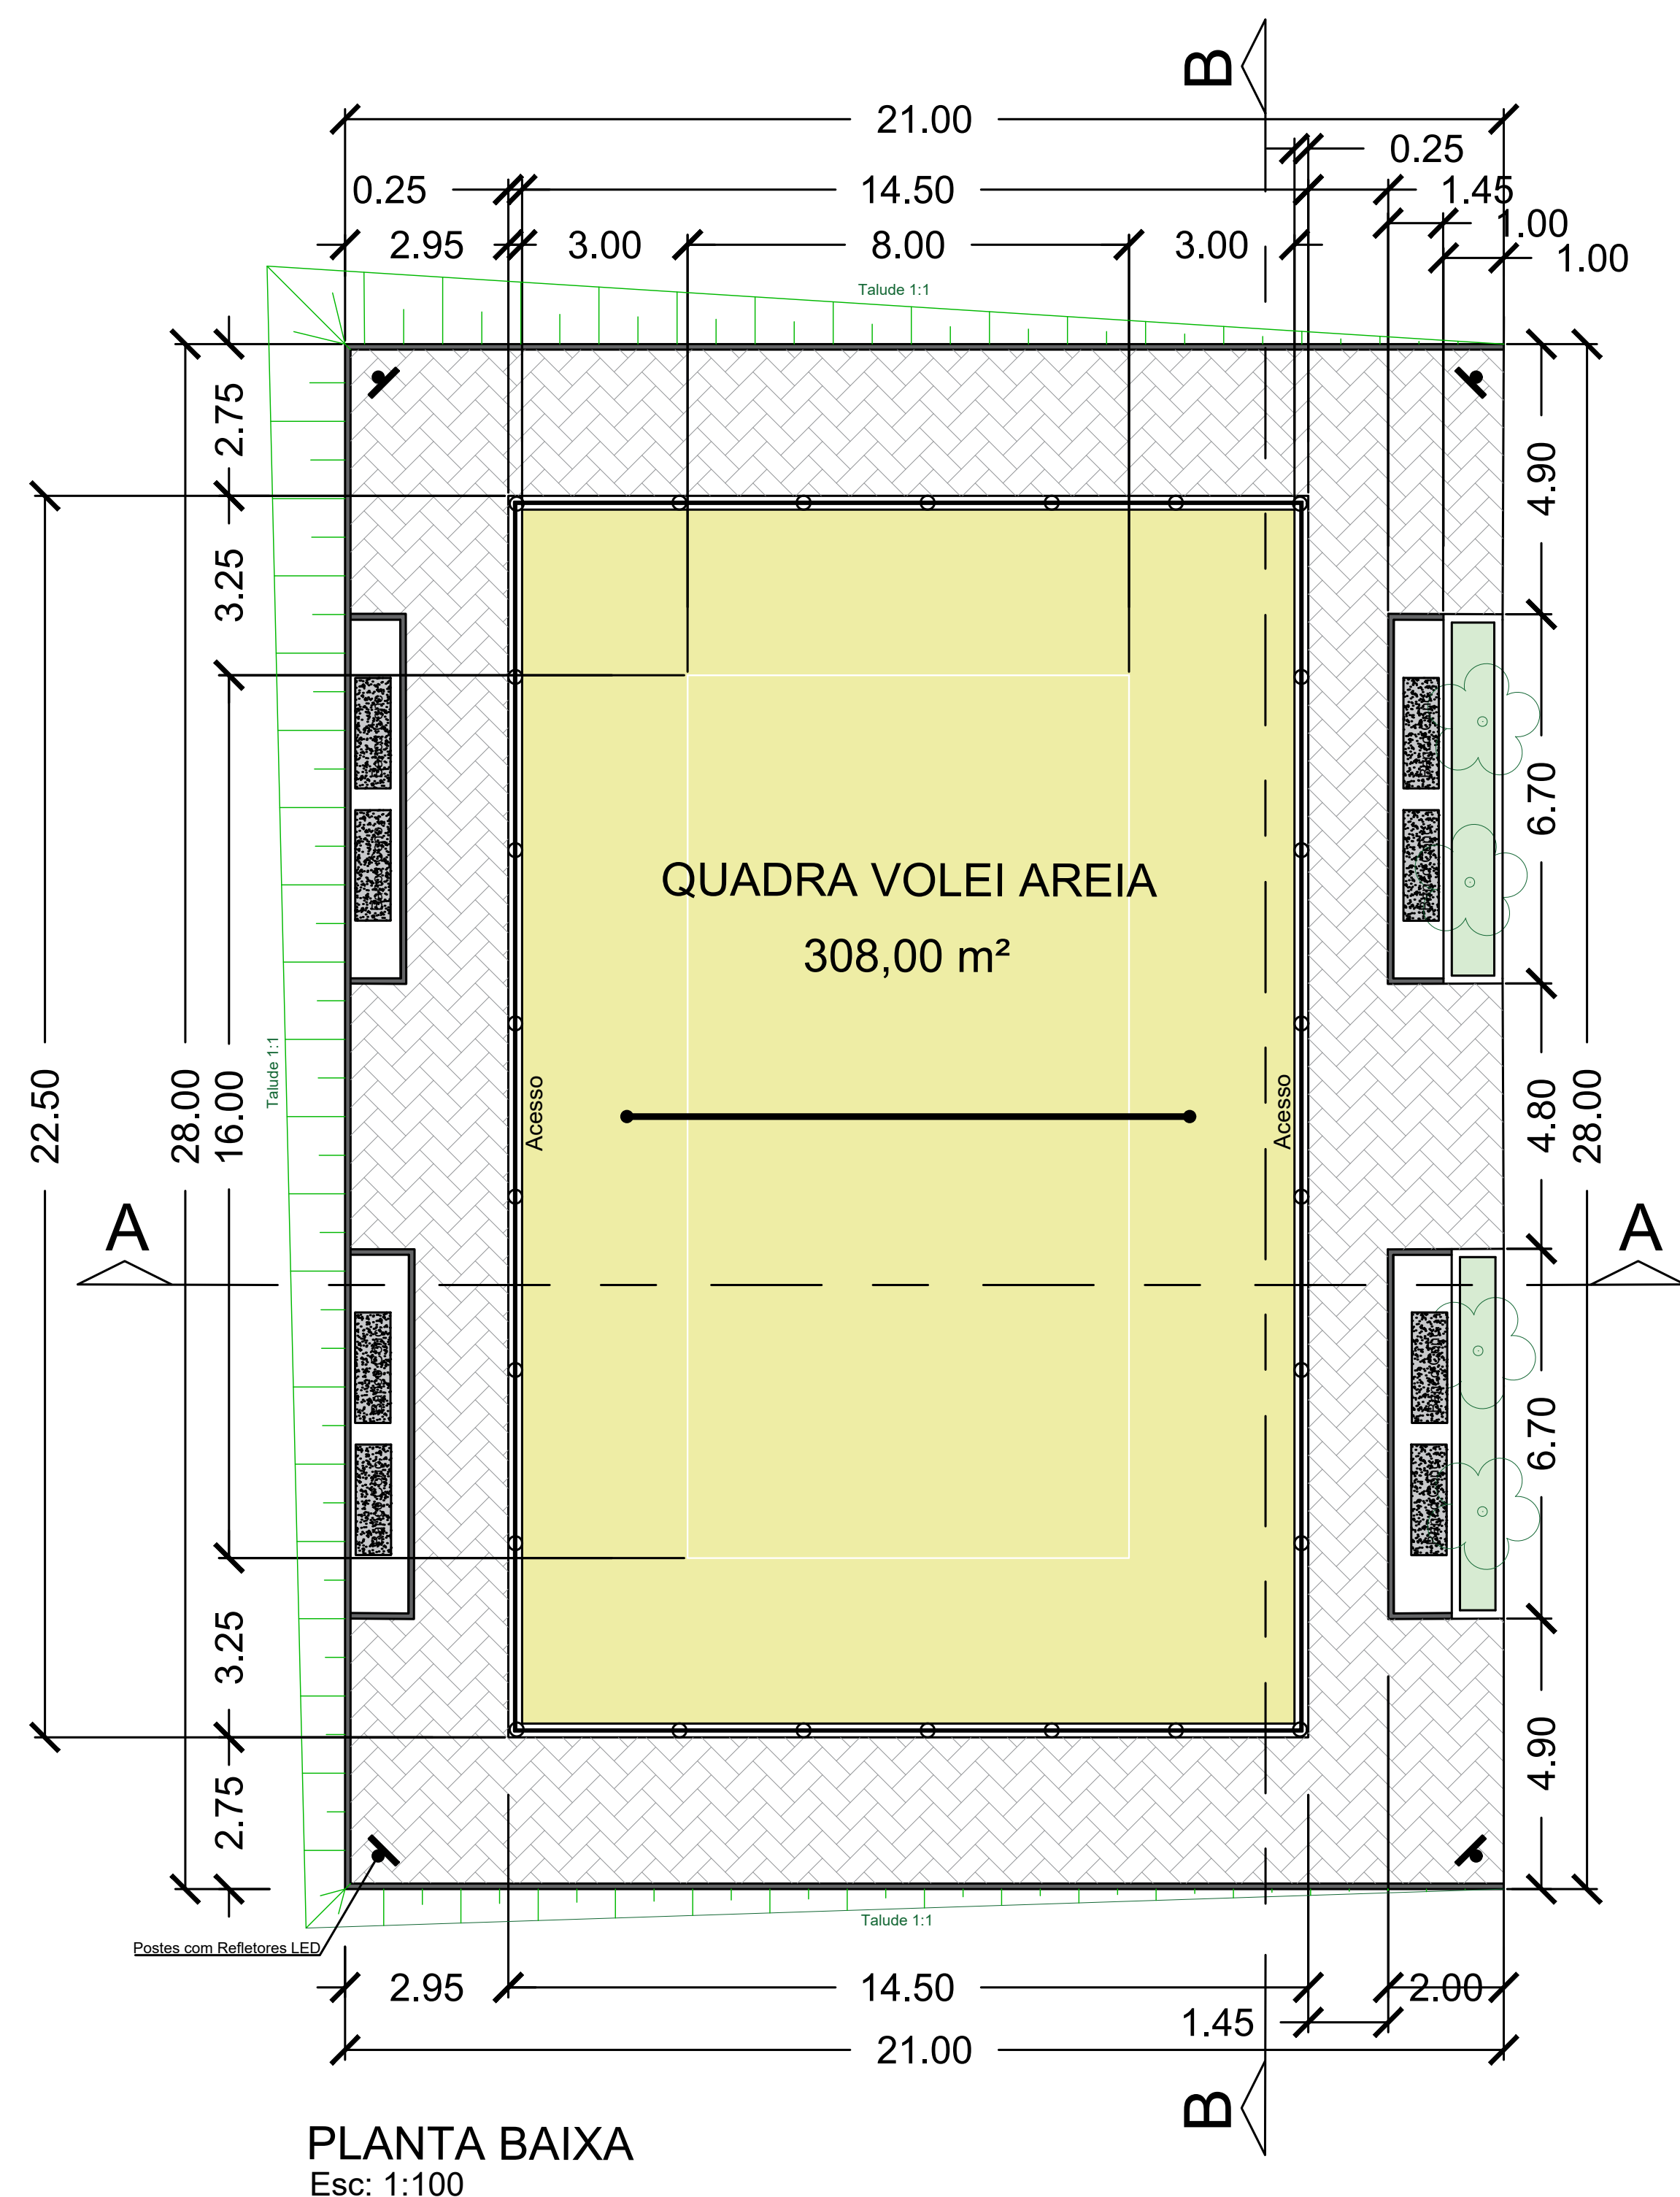 B
21.00
0.25
0.25
14.50
1.45
2.95
3.00
8.00
3.00
1.00
1.00
Talude 1:1
2.75
4.90
3.25
6.70
QUADRA VOLEI AREIA
308,00 m²
Talude 1:1
22.50
28.00
16.00
Acesso
Acesso
4.80
28.00
A
A
6.70
3.25
4.90
2.75
Talude 1:1
Postes com Refletores LED
2.95
14.50
2.00
1.45
21.00
B
PLANTA BAIXA
Esc: 1:100